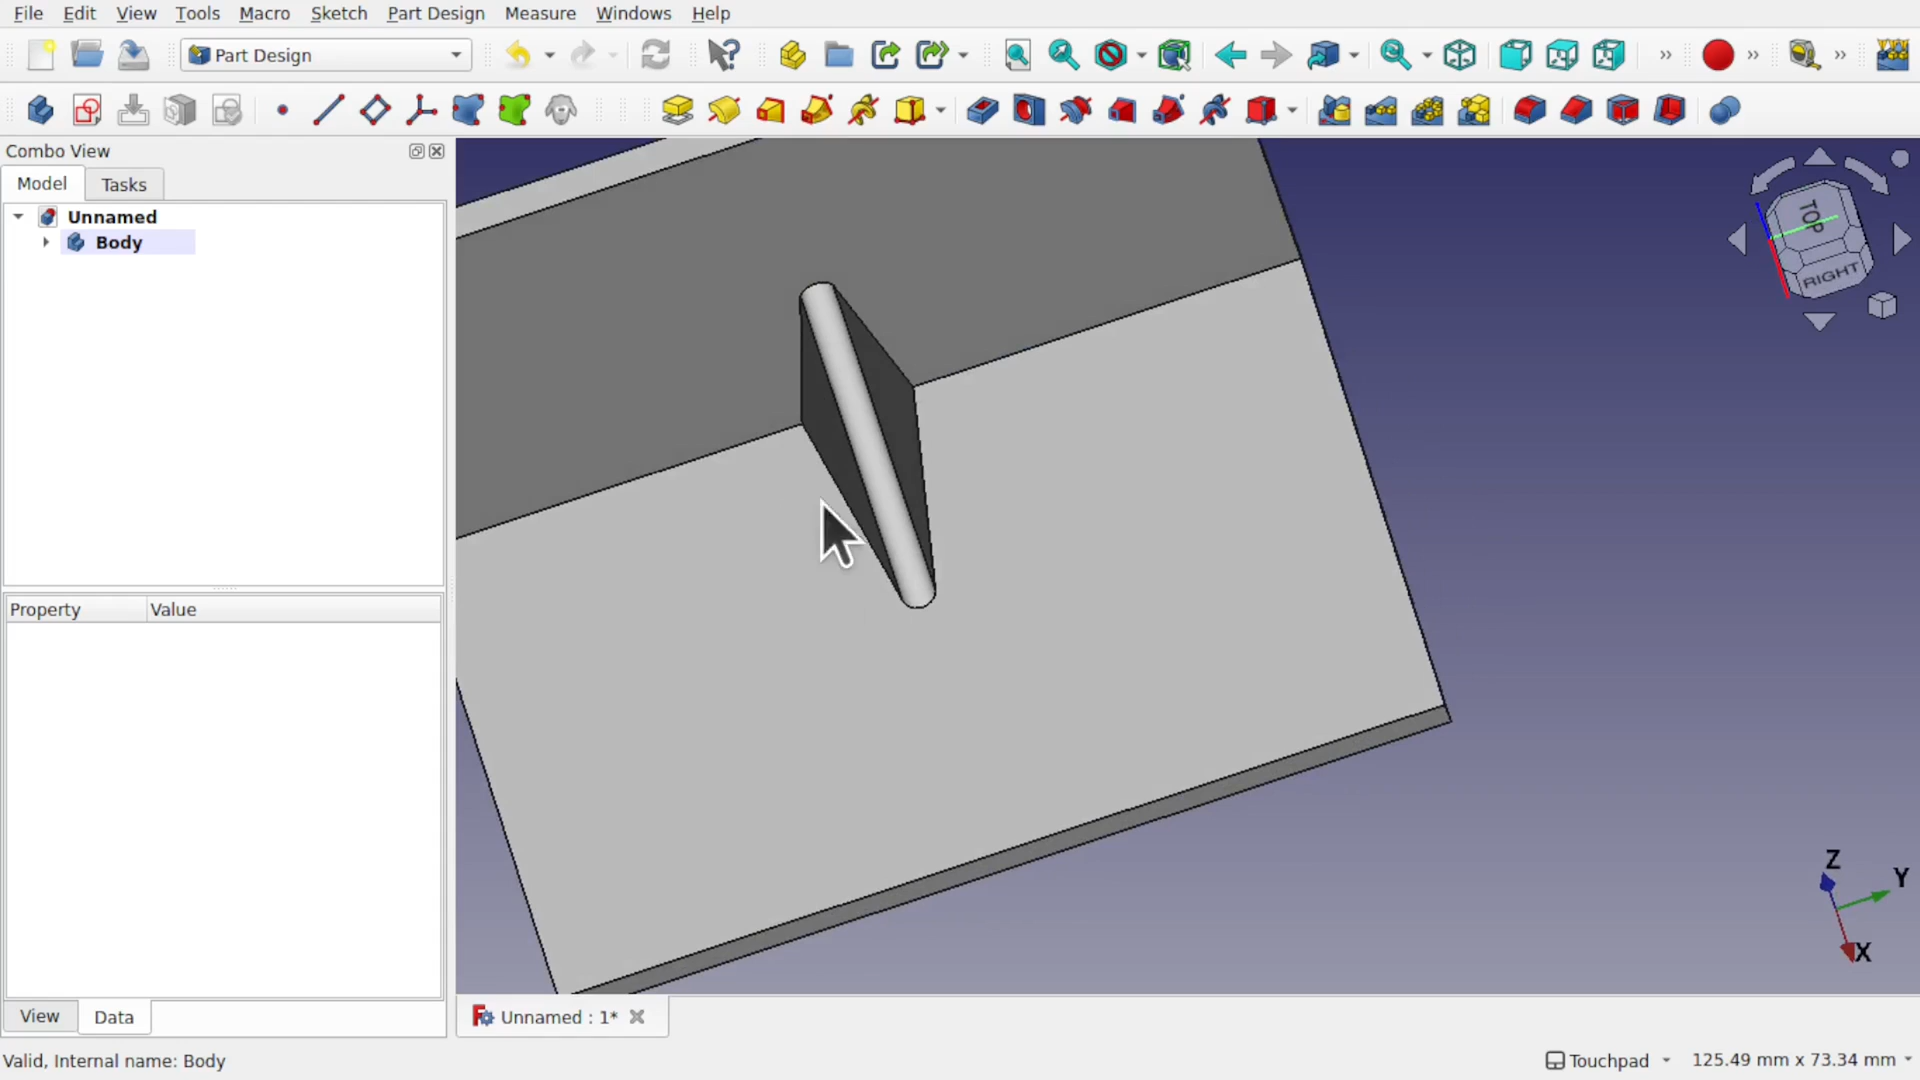 File Edit View Tools Macro Sketch Part Design Measure Windows Help
Part Design
Combo View
Model Tasks
Unnamed
Body
Property Value
View Data
TOP
RIGHT
Z
Y
X
Unnamed : 1*
Valid, Internal name: Body
Touchpad 125.49 mm x 73.34 mm